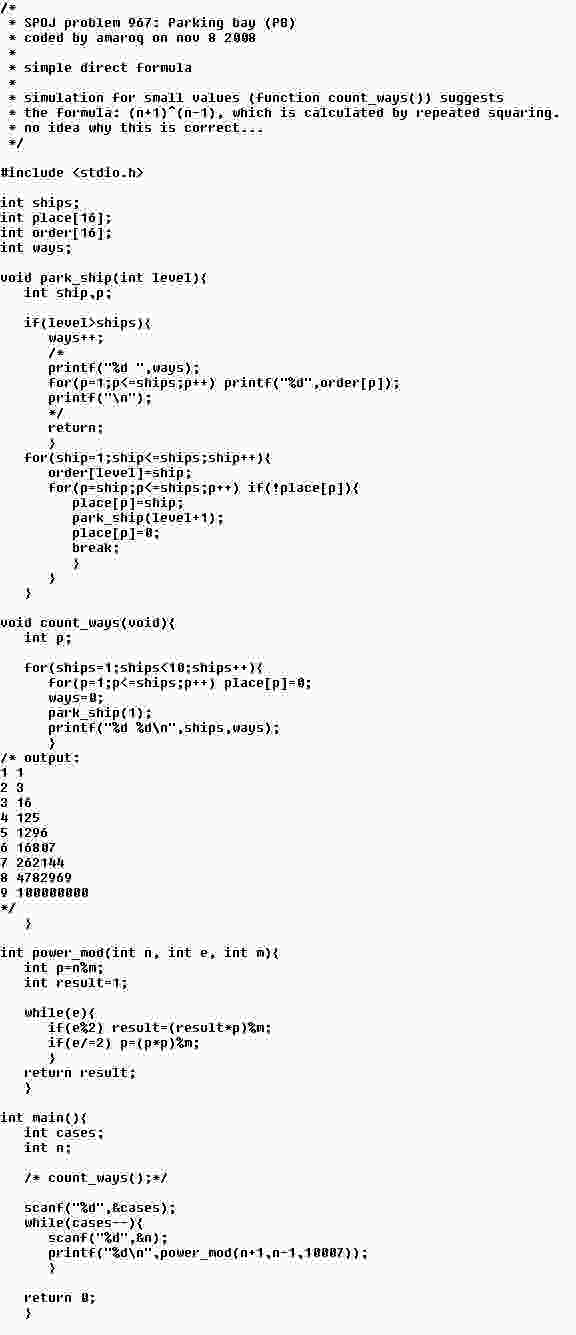 /*
 * SPOJ problem 967: Parking bay (PB)
 * coded by amaroq on nov 8 2008
 *
 * simple direct formula
 *
 * simulation for small values (function count_ways()) suggests
 * the formula: (n+1)^(n-1), which is calculated by repeated squaring.
 * no idea why this is correct...
 */

#include <stdio.h>

int ships;
int place[16];
int order[16];
int ways;

void park_ship(int level){
   int ship,p;

   if(level>ships){
      ways++;
      /*
      printf("%d ",ways);
      for(p=1;p<=ships;p++) printf("%d",order[p]);
      printf("\n");
      */
      return;
      }
   for(ship=1;ship<=ships;ship++){
      order[level]=ship;
      for(p=ship;p<=ships;p++) if(!place[p]){
         place[p]=ship;
         park_ship(level+1);
         place[p]=0;
         break;
         }
      }
   }

void count_ways(void){
   int p;

   for(ships=1;ships<10;ships++){
      for(p=1;p<=ships;p++) place[p]=0;
      ways=0;
      park_ship(1);
      printf("%d %d\n",ships,ways);
      }
/* output:
1 1
2 3
3 16
4 125
5 1296
6 16807
7 262144
8 4782969
9 100000000
*/
   }

int power_mod(int n, int e, int m){
   int p=n%m;
   int result=1;

   while(e){
      if(e%2) result=(result*p)%m;
      if(e/=2) p=(p*p)%m;
      }
   return result;
   }

int main(){
   int cases;
   int n;

   /* count_ways();*/

   scanf("%d",&cases);
   while(cases--){
      scanf("%d",&n);
      printf("%d\n",power_mod(n+1,n-1,10007));
      }

   return 0;
   }